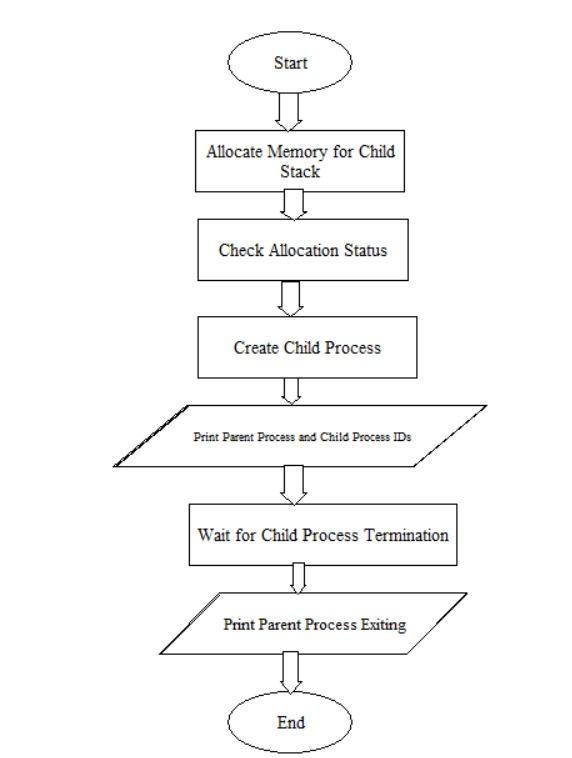 Start
Allocate Memory for Child
Stack
Check Allocation Status
Create Child Process
Print Parent Process and Child Process IDs
Wait for Child Process Termination
Print Parent Process Exiting
End